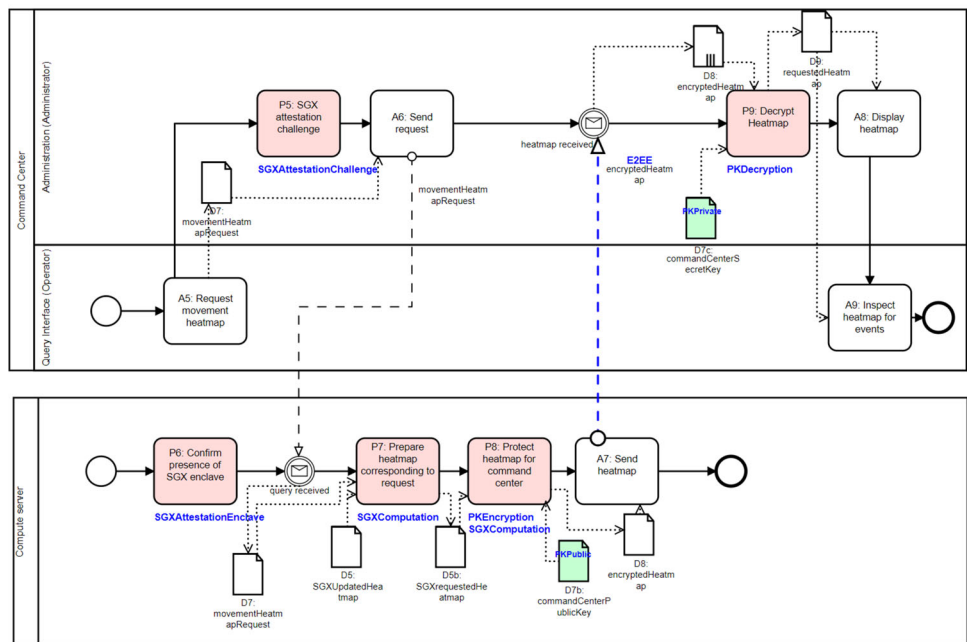 Command Center
Administration (Administrator)
P5: SGX
attestation
challenge
SGXAttestationChallenge
A6: Send
request
D7:
movementHeatm
apRequest
movementHeatm
apRequest
heatmap received
D8:
encryptedHeatm
ap
E2EE
encryptedHeatm
ap
P9: Decrypt
Heatmap
PKDecryption
PKPrivate
D7c:
commandCenterS
ecretKey
D9:
requestedHeatm
ap
A8: Display
heatmap
Query Interface (Operator)
A5: Request
movement
heatmap
A9: Inspect
heatmap for
events
Compute server
P6: Confirm
presence of
SGX enclave
SGXAttestationEnclave
query received
D7:
movementHeatm
apRequest
P7: Prepare
heatmap
corresponding to
request
SGXComputation
D5:
SGXUpdatedHea
tmap
D5b:
SGXrequestedHe
atmap
P8: Protect
heatmap for
command
center
PKEncryption
SGXComputation
PKPublic
D7b:
commandCenterP
ublicKey
A7: Send
heatmap
D8:
encryptedHeatm
ap